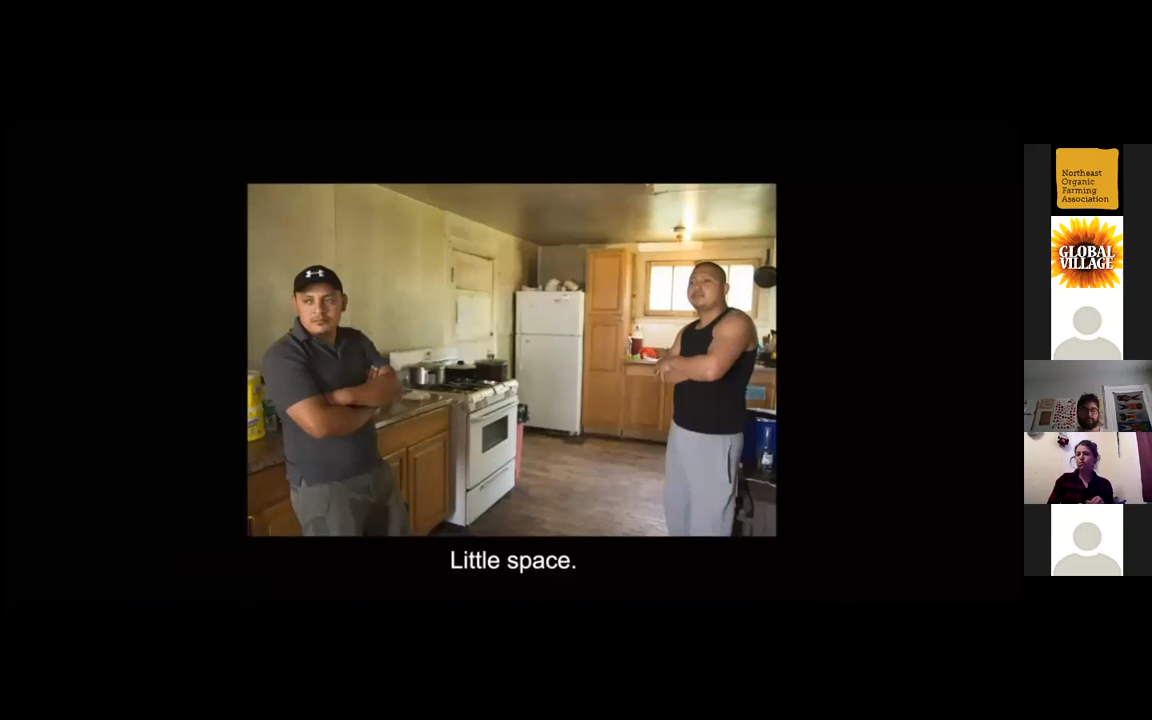 Little space.
Northeast
Organic
Farming
Association
GLOBAL
VILLAGE